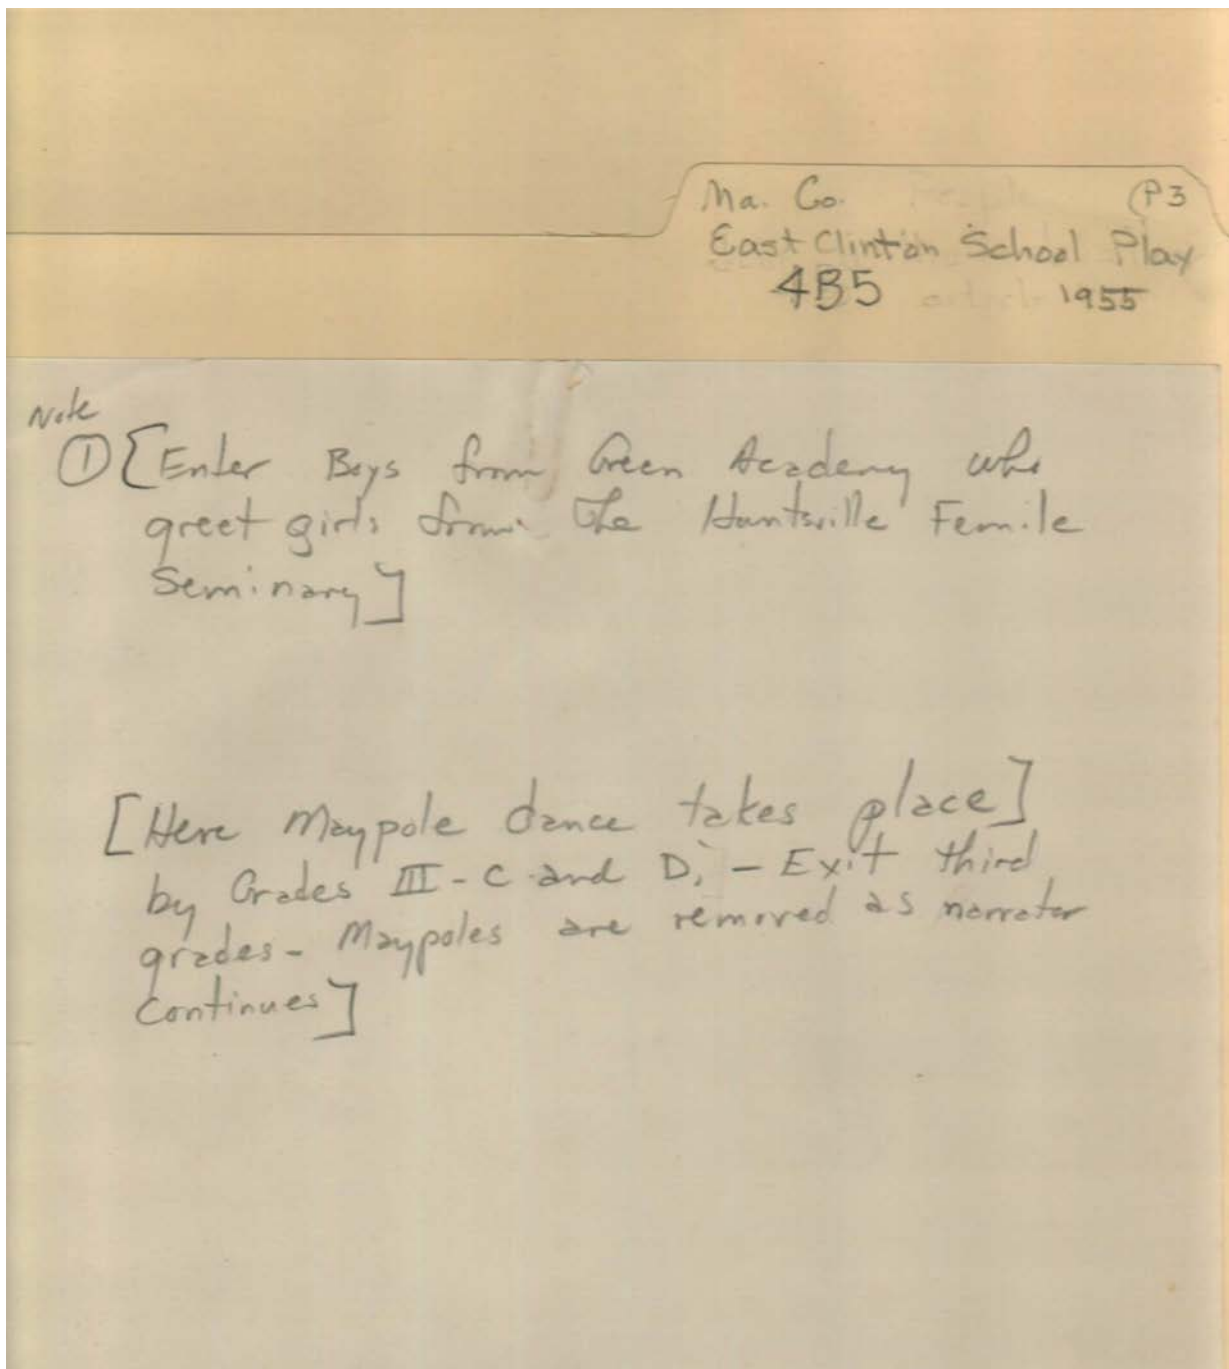 Ma. Co. (P3
East Clinton School Play
4B5 1955
Note
① [Enter Boys from Green Academy who
greet girls from the Huntsville Female
Seminary]
[Here Maypole dance takes place]
by Grades III - C and D, - Exit third
grades - Maypoles are removed as narrator
continues]